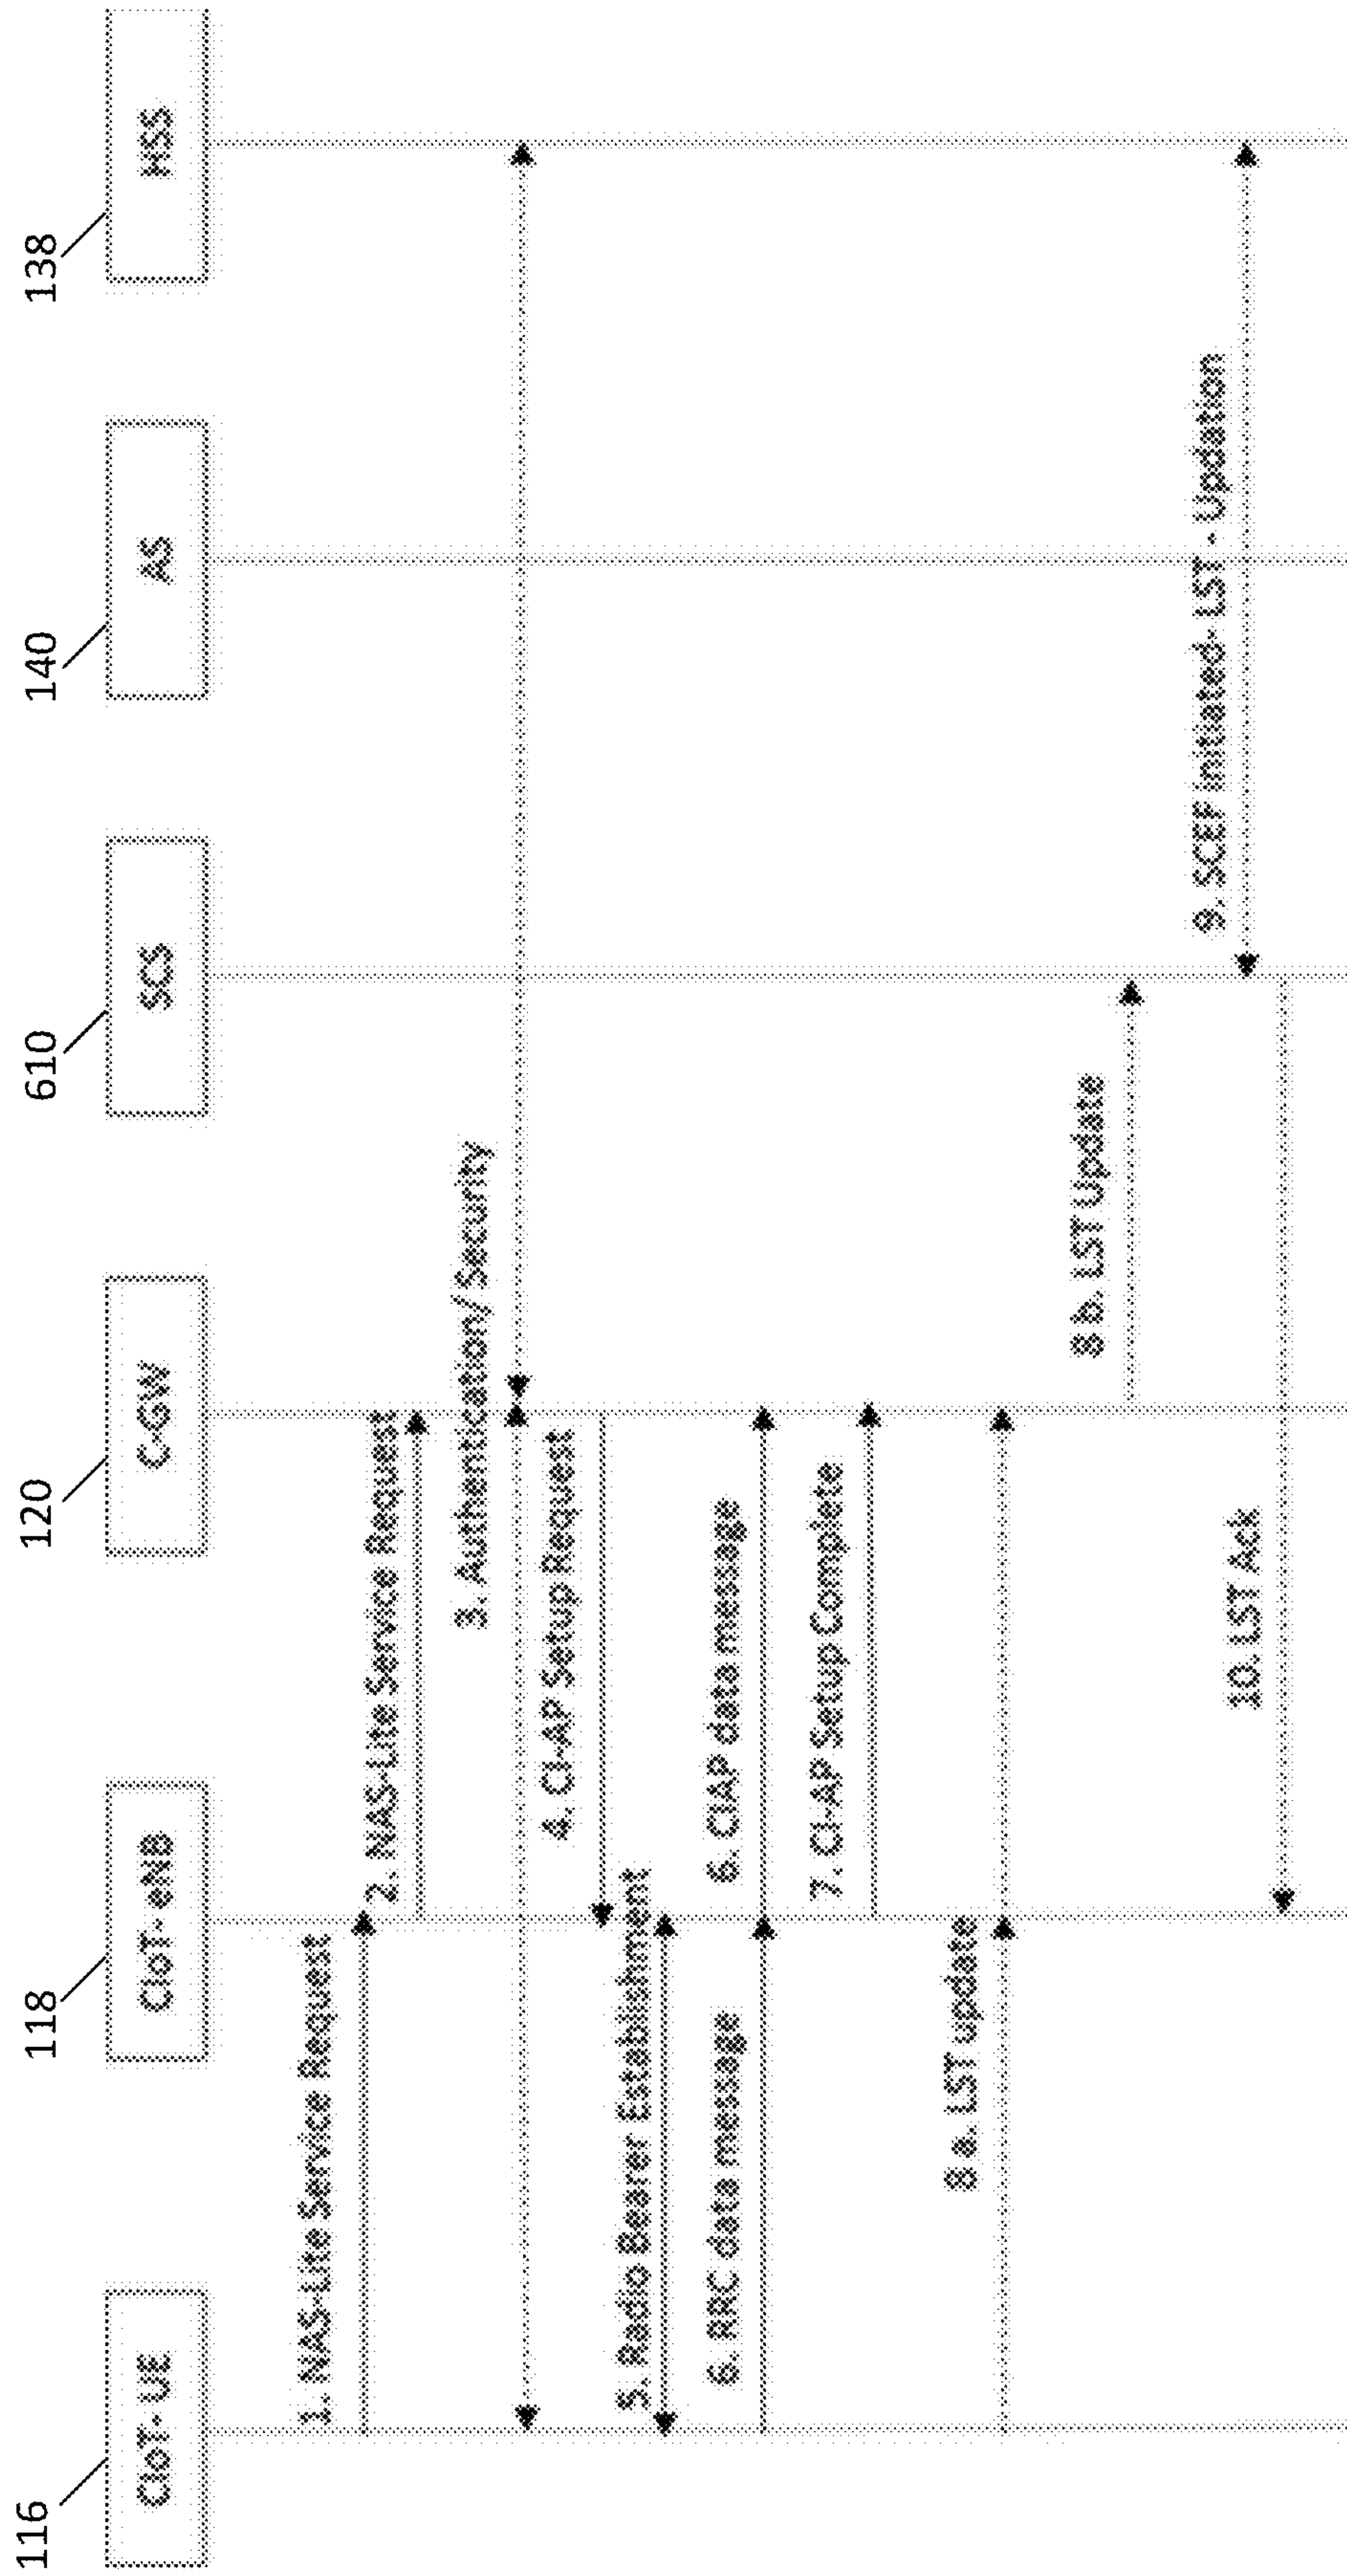 116
118
120
610
140
138
CIoT- UE
CIoT- eNB
C-GW
SCS
AS
HSS
1. NAS-Lite Service Request
2. NAS-Lite Service Request
3. Authentication/ Security
4. CI-AP Setup Request
5. Radio Bearer Establishment
6. RRC data message
6. CIAP data message
7. CI-AP Setup Complete
8 a. LST update
8 b. LST Update
9. SCEF initiated- LST - Updation
10. LST Ack